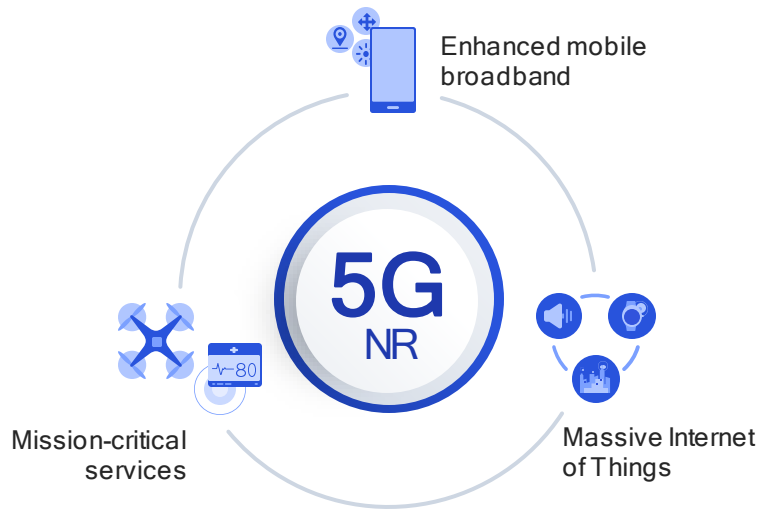 Enhanced mobile
broadband
5G
NR
80
Mission-critical
services
Massive Internet
of Things